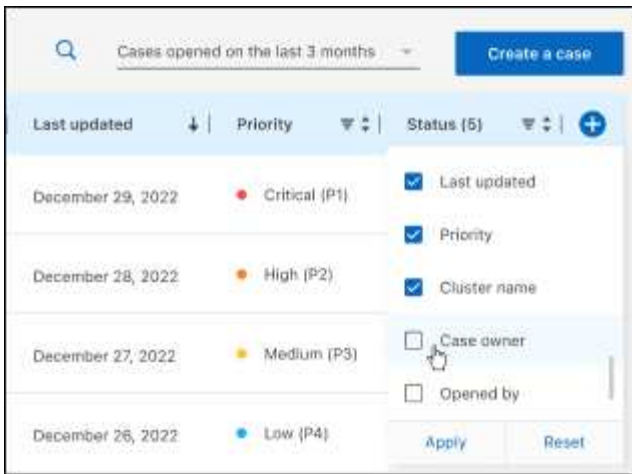 Cases opened on the last 3 months
Create a case
Last updated
Priority
Status (5)
December 29, 2022
Critical (P1)
December 28, 2022
High (P2)
December 27, 2022
Medium (P3)
December 26, 2022
Low (P4)
Last updated
Priority
Cluster name
Case owner
Opened by
Apply
Reset